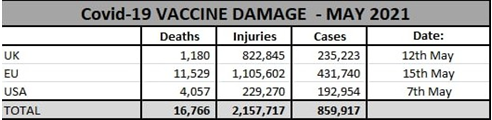 Covid-19 VACCINE DAMAGE - MAY 2021
Deaths Injuries Cases Date:
UK 1,180 822,845 235,223 12th May
EU 11,529 1,105,602 431,740 15th May
USA 4,057 229,270 192,954 7th May
TOTAL 16,766 2,157,717 859,917